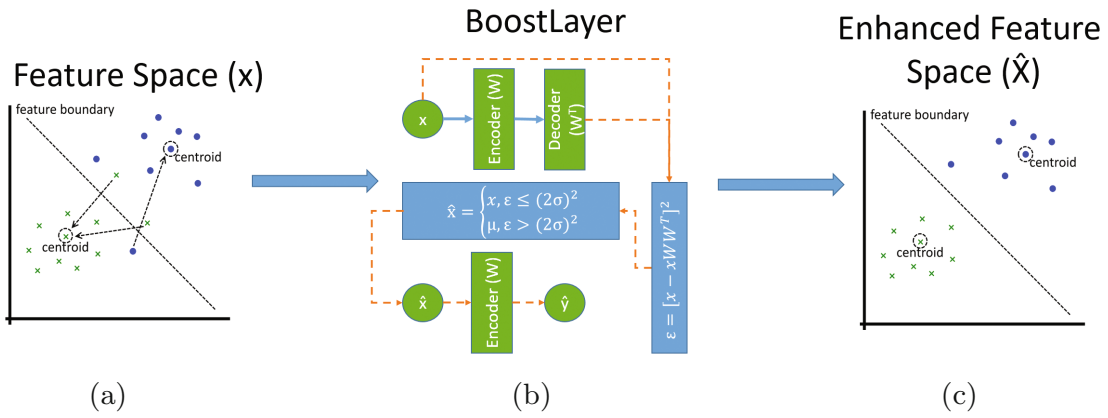 Feature Space (x)
feature boundary
centroid
centroid
(a)
BoostLayer
x
Encoder (W)
Decoder
(Wᵀ)
x̂ = {x, ε ≤ (2σ)²
μ, ε > (2σ)²
ε = [x − xWWᵀ]²
x̂
Encoder (W)
ŷ
(b)
Enhanced Feature
Space (X̂)
feature boundary
centroid
centroid
(c)